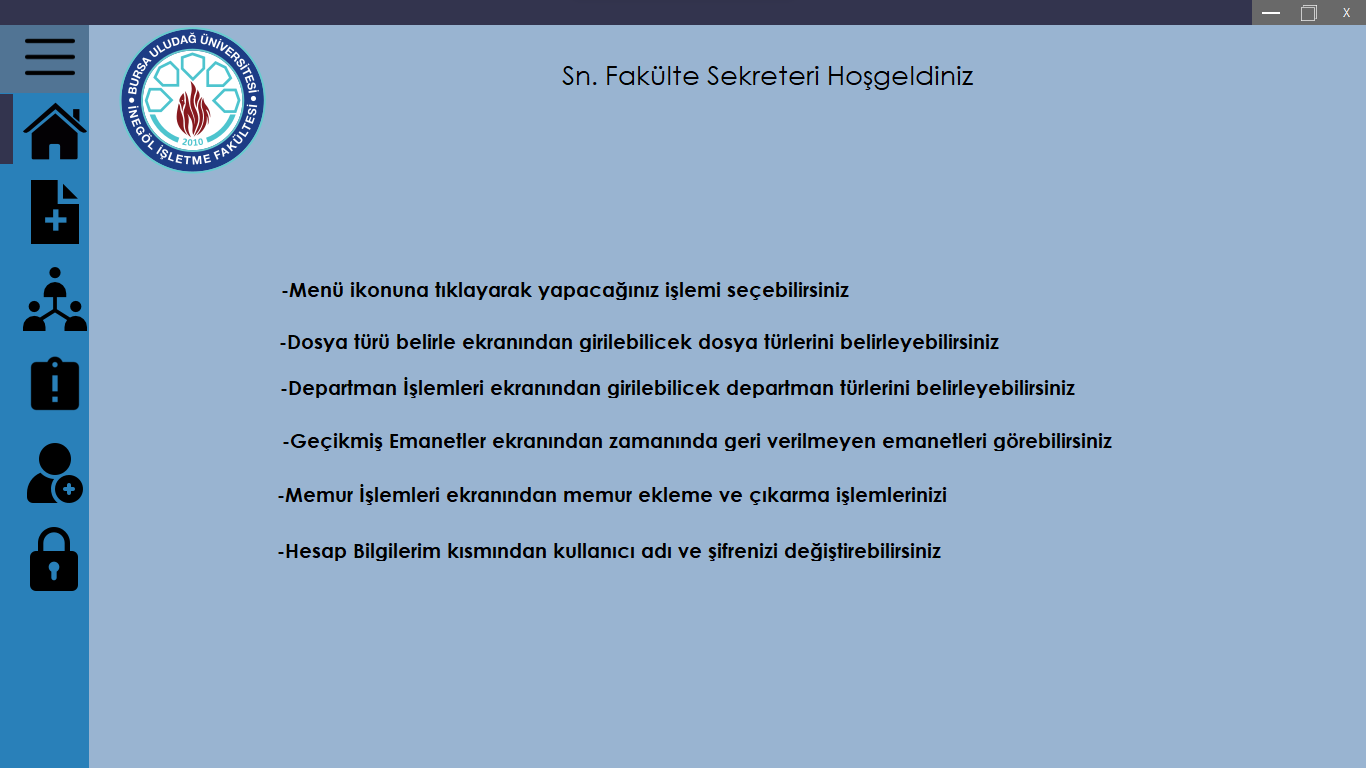 X
BURSA ULUDAĞ ÜNİVERSİTESİ
2010
İNEGÖL İŞLETME FAKÜLTESİ
Sn. Fakülte Sekreteri Hoşgeldiniz
-Menü ikonuna tıklayarak yapacağınız işlemi seçebilirsiniz
-Dosya türü belirle ekranından girilebilicek dosya türlerini belirleyebilirsiniz
-Departman İşlemleri ekranından girilebilicek departman türlerini belirleyebilirsiniz
-Geçikmiş Emanetler ekranından zamanında geri verilmeyen emanetleri görebilirsiniz
-Memur İşlemleri ekranından memur ekleme ve çıkarma işlemlerinizi
-Hesap Bilgilerim kısmından kullanıcı adı ve şifrenizi değiştirebilirsiniz